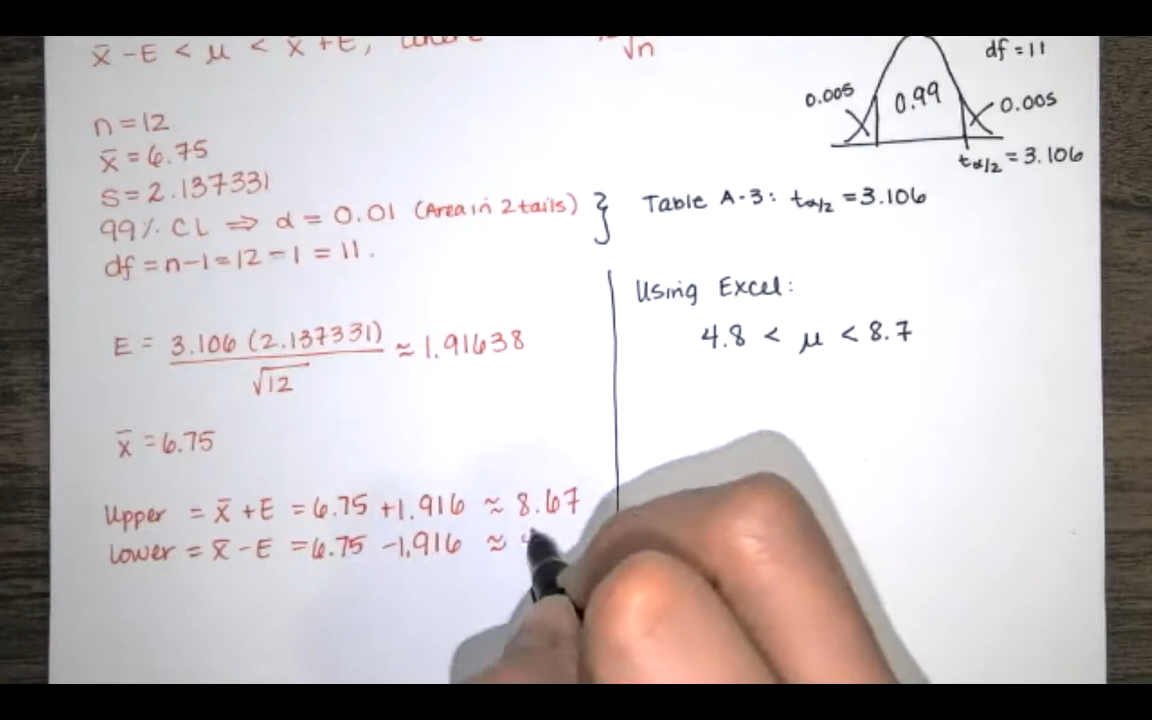 x̄ - E < μ < x̄ + E,
√n
df = 11
0.005
0.99
0.005
tα/2 = 3.106
n = 12
x̄ = 6.75
s = 2.137331
99% CL ⇒ α = 0.01 (Area in 2 tails) }
Table A-3: tα/2 = 3.106
df = n-1 = 12-1 = 11.
Using Excel:
4.8 < μ < 8.7
E = 3.106 (2.137331) / √12 ≈ 1.91638
x̄ = 6.75
Upper = x̄ + E = 6.75 + 1.916 ≈ 8.67
Lower = x̄ - E = 6.75 - 1.916 ≈